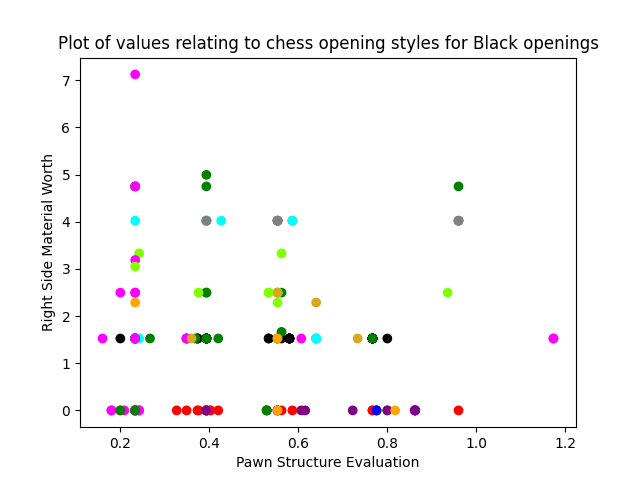 Plot of values relating to chess opening styles for Black openings
7
6
5
4
3
2
1
0
Right Side Material Worth
0.2 0.4 0.6 0.8 1.0 1.2
Pawn Structure Evaluation